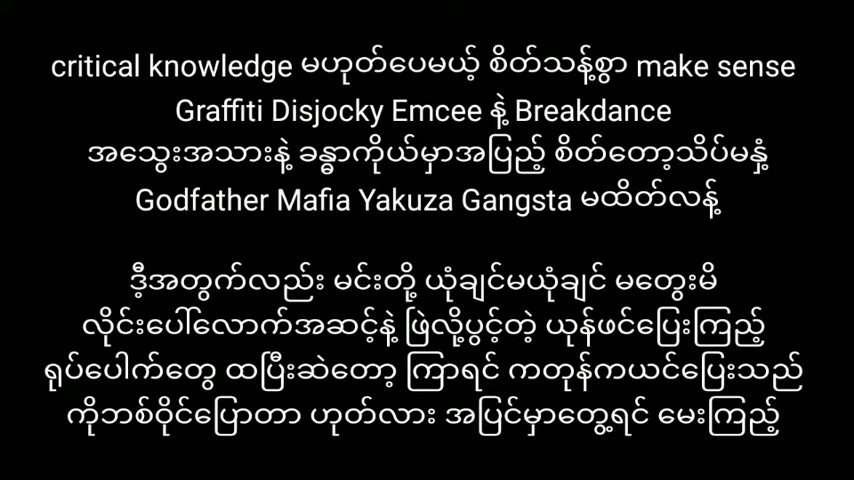 critical knowledge မဟုတ်ပေမယ့် စိတ်သန့်စွာ make sense
Graffiti Disjocky Emcee နဲ့ Breakdance
အသွေးအသားနဲ့ ခန္ဓာကိုယ်မှာအပြည့် စိတ်တော့သိပ်မနှံ့
Godfather Mafia Yakuza Gangsta မထိတ်လန့်
ဒို့အတွက်လည်း မင်းတို့ ယုံချင်မယုံချင် မတွေးမိ
လိုင်းပေါ်လောက်အဆင့်နဲ့ ဖြဲလို့ပွင့်တဲ့ ယုန်ဖင်ပြေးကြည့်
ရုပ်ပေါက်တွေ ထပြီးဆဲတော့ ကြာရင် ကတုန်ကယင်ပြေးသည်
ကိုဘစ်ဝိုင်ပြောတာ ဟုတ်လား အပြင်မှာတွေ့ရင် မေးကြည့်